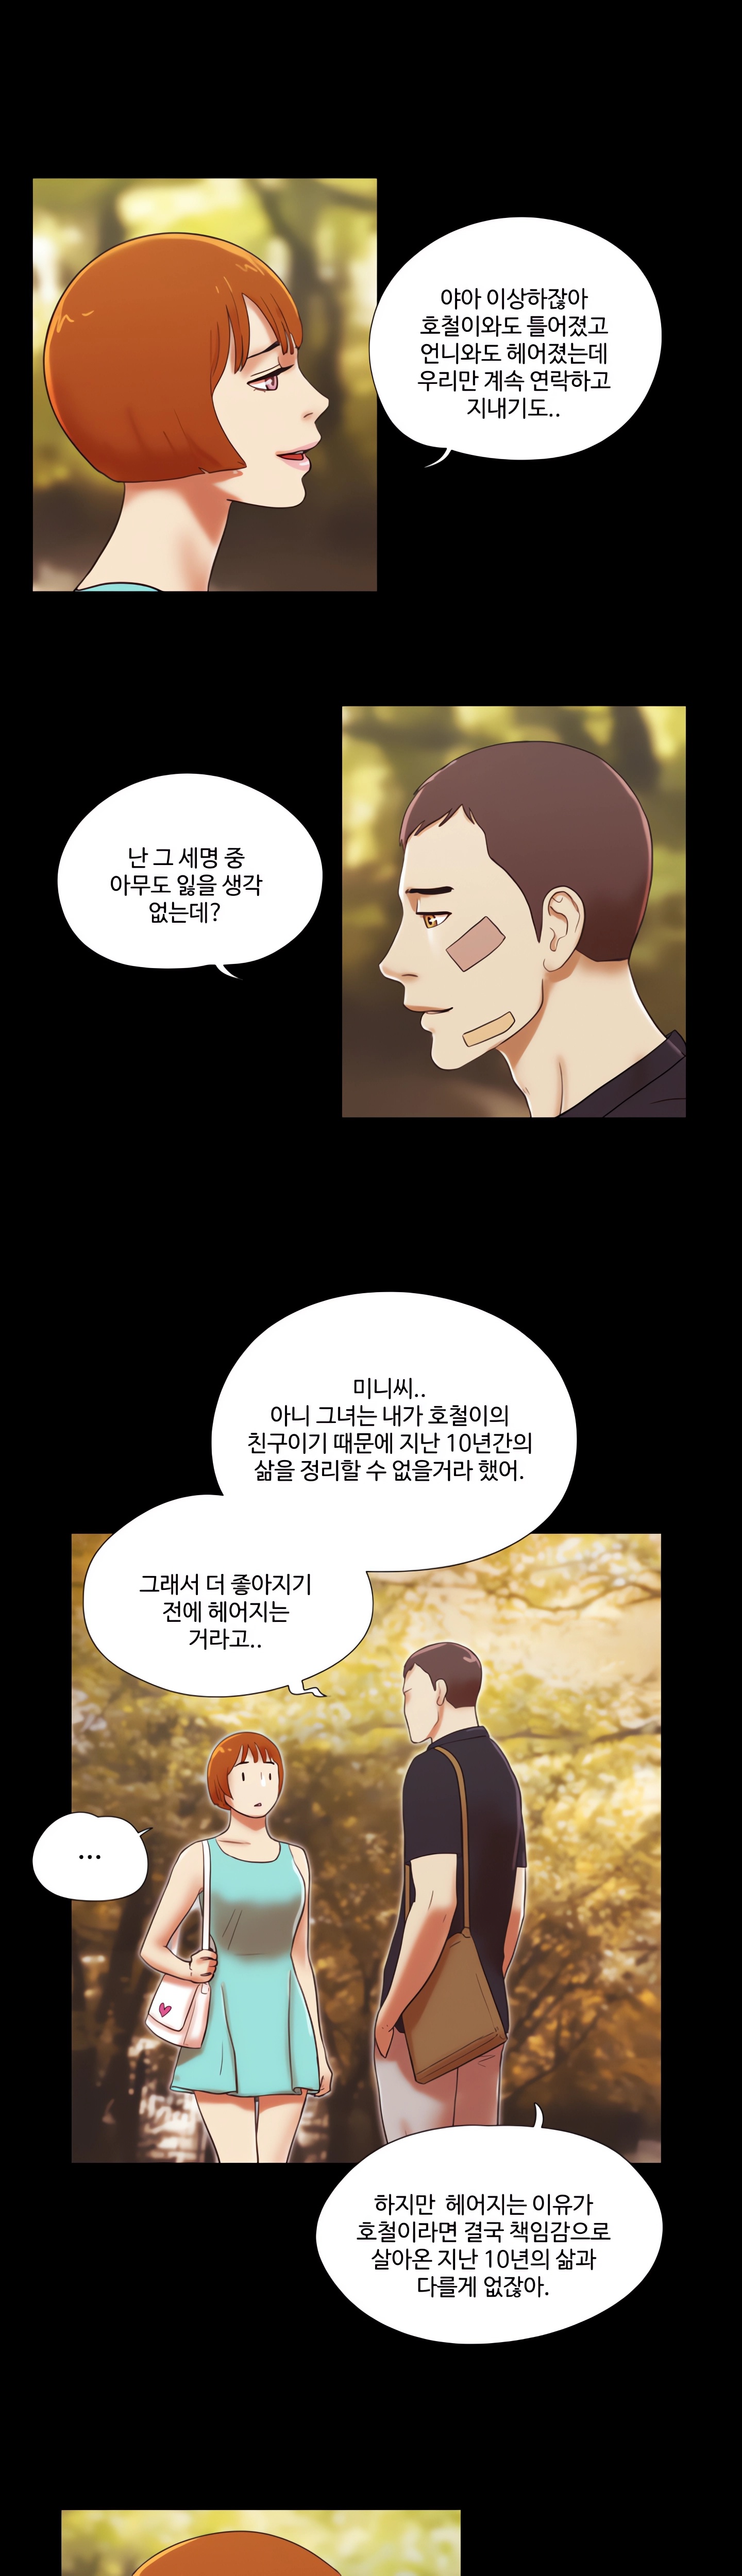 야아 이상하잖아
호철이와도 틀어졌고
언니와도 헤어졌는데
우리만 계속 연락하고
지내기도..
난 그 세명 중
아무도 잃을 생각
없는데?
미니씨..
아니 그녀는 내가 호철이의
친구이기 때문에 지난 10년간의
삶을 정리할 수 없을거라 했어.
그래서 더 좋아지기
전에 헤어지는
거라고..
...
하지만 헤어지는 이유가
호철이라면 결국 책임감으로
살아온 지난 10년의 삶과
다를게 없잖아.